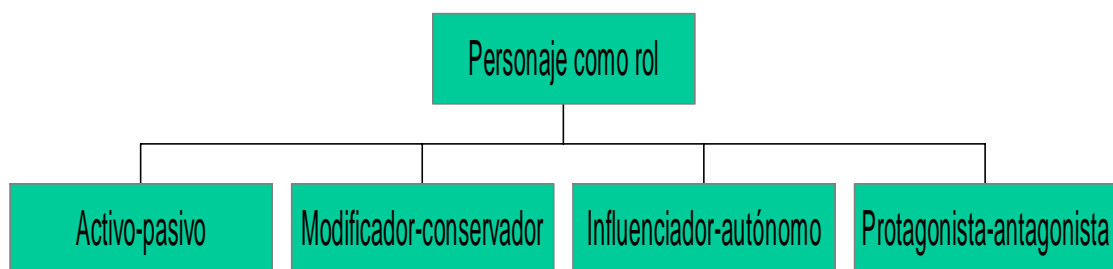 Personaje como rol
Activo-pasivo
Modificador-conservador
Influenciador-autónomo
Protagonista-antagonista